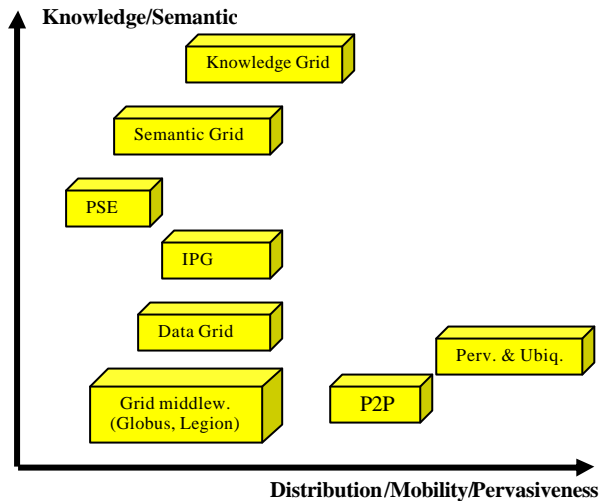 Knowledge/Semantic
Knowledge Grid
Semantic Grid
PSE
IPG
Data Grid
Perv. & Ubiq.
Grid middlew.
(Globus, Legion)
P2P
Distribution/Mobility/Pervasiveness